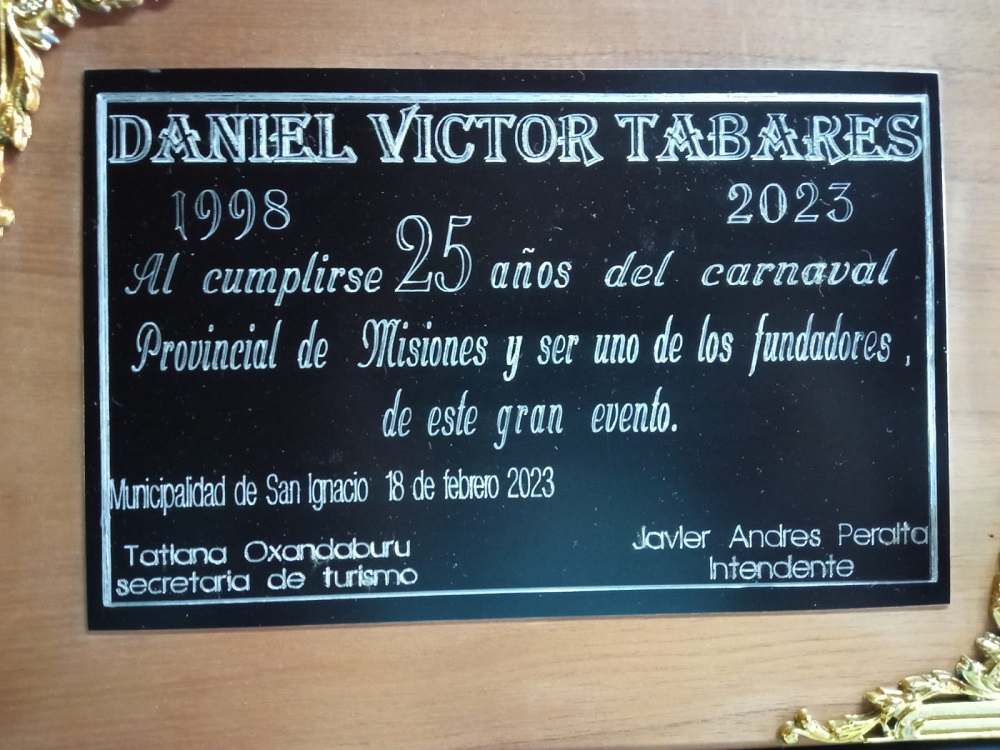 DANIEL VICTOR TABARES
1998 2023
Al cumplirse 25 años del carnaval
Provincial de Misiones y ser uno de los fundadores ,
de este gran evento.
Municipalidad de San Ignacio 18 de febrero 2023
Tatiana Oxandaburu
secretaria de turismo
Javier Andres Peralta
Intendente